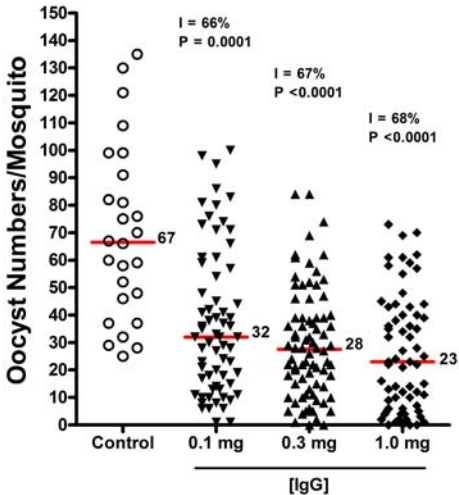 Oocyst Numbers/Mosquito
150
140
130
120
110
100
90
80
70
60
50
40
30
20
10
0
I = 66%
P = 0.0001
I = 67%
P <0.0001
I = 68%
P <0.0001
67
32
28
23
Control
0.1 mg
0.3 mg
1.0 mg
[IgG]